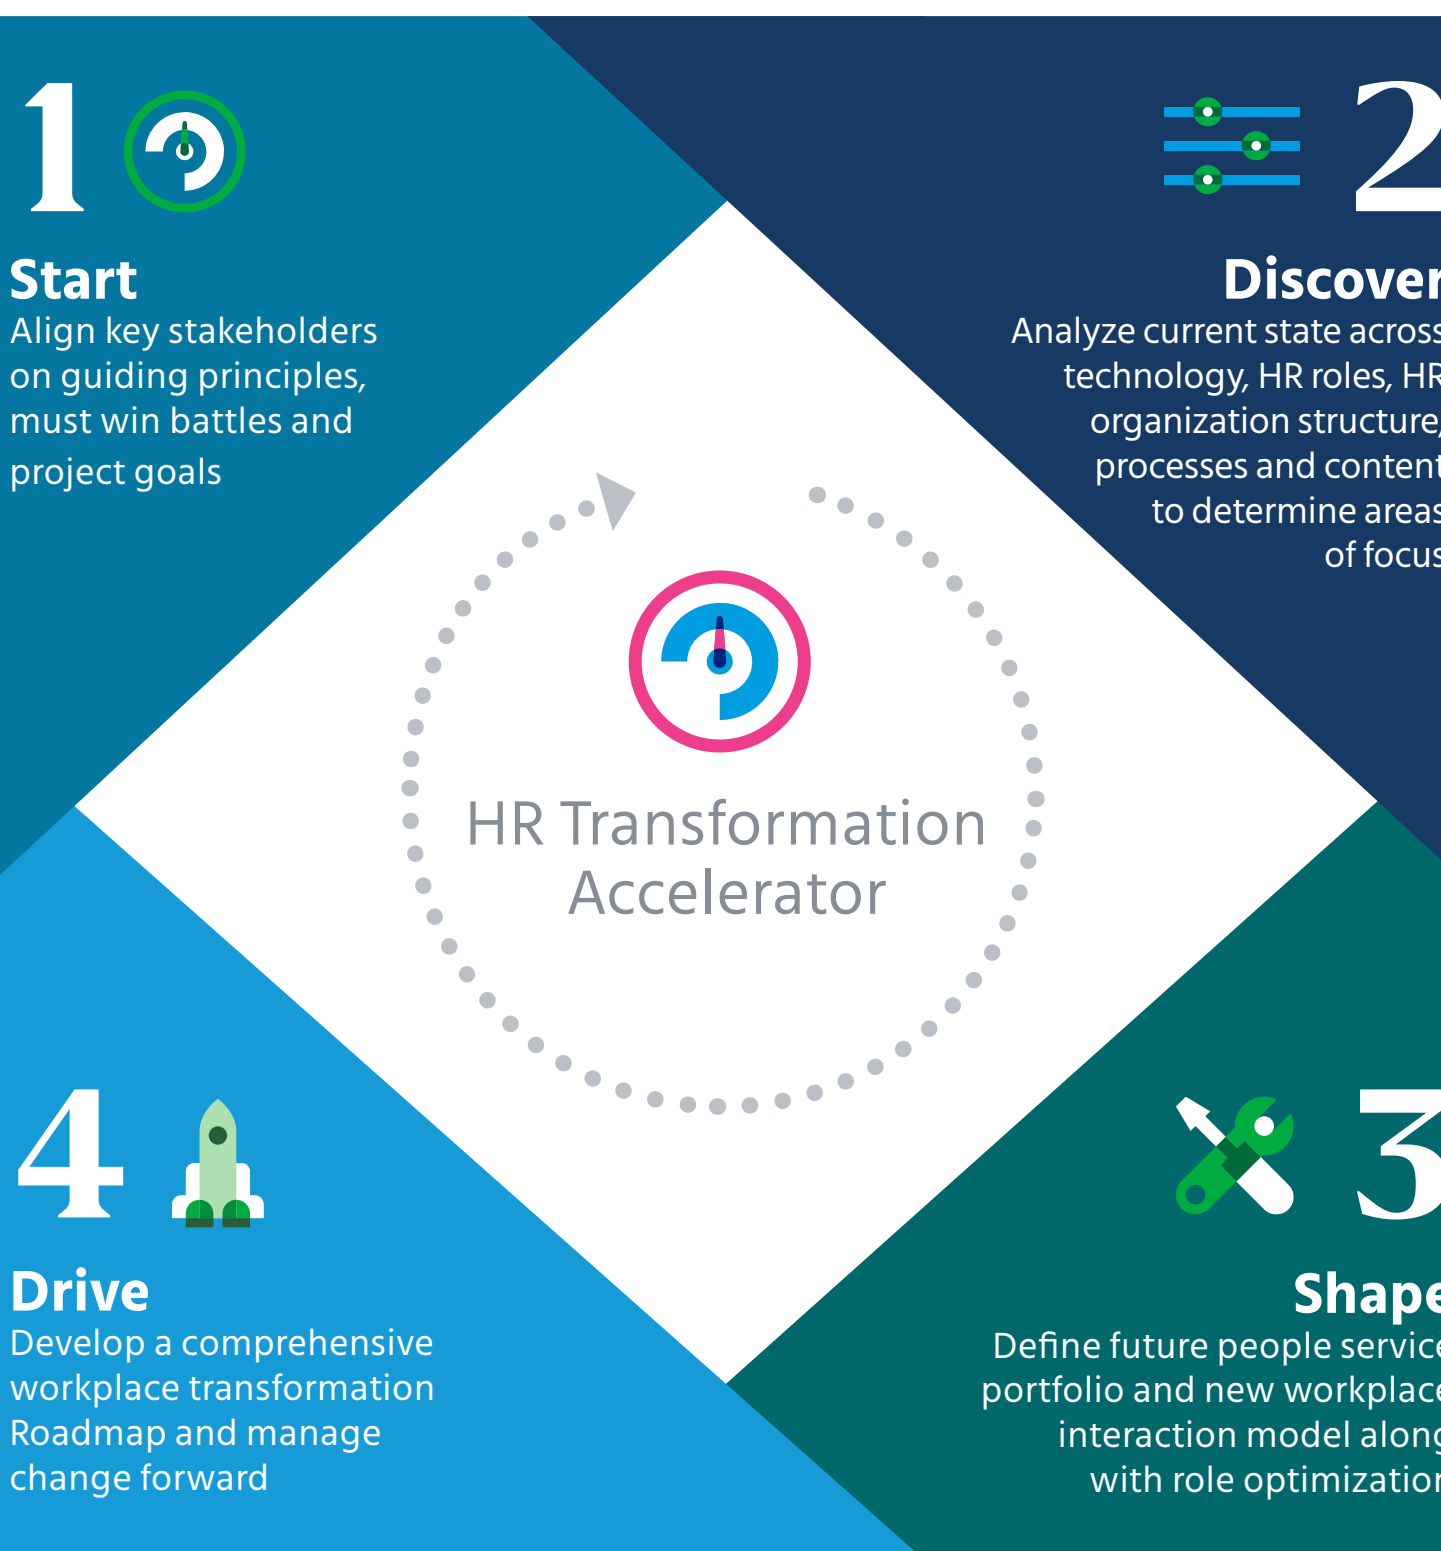 1
Start
Align key stakeholders
on guiding principles,
must win battles and
project goals
2
Discover
Analyze current state across
technology, HR roles, HR
organization structure,
processes and content
to determine areas
of focus
HR Transformation
Accelerator
4
Drive
Develop a comprehensive
workplace transformation
Roadmap and manage
change forward
3
Shape
Define future people service
portfolio and new workplace
interaction model along
with role optimization